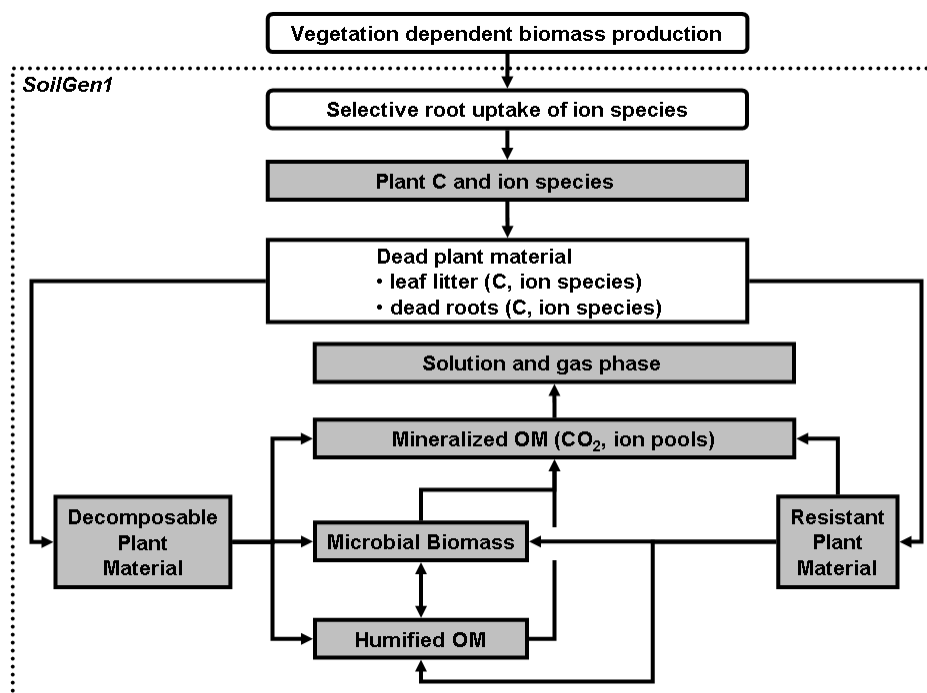 Vegetation dependent biomass production
SoilGen1
Selective root uptake of ion species
Plant C and ion species
Dead plant material
• leaf litter (C, ion species)
• dead roots (C, ion species)
Solution and gas phase
Mineralized OM (CO₂, ion pools)
Decomposable
Plant
Material
Microbial Biomass
Resistant
Plant
Material
Humified OM